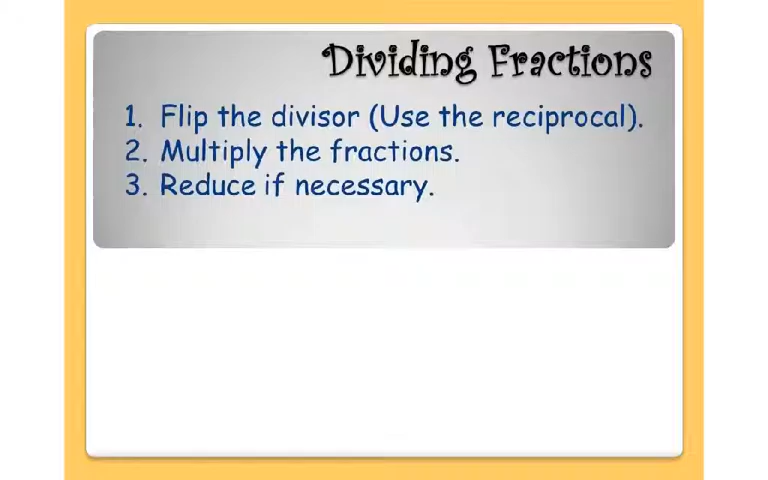 Dividing Fractions
1. Flip the divisor (Use the reciprocal).
2. Multiply the fractions.
3. Reduce if necessary.